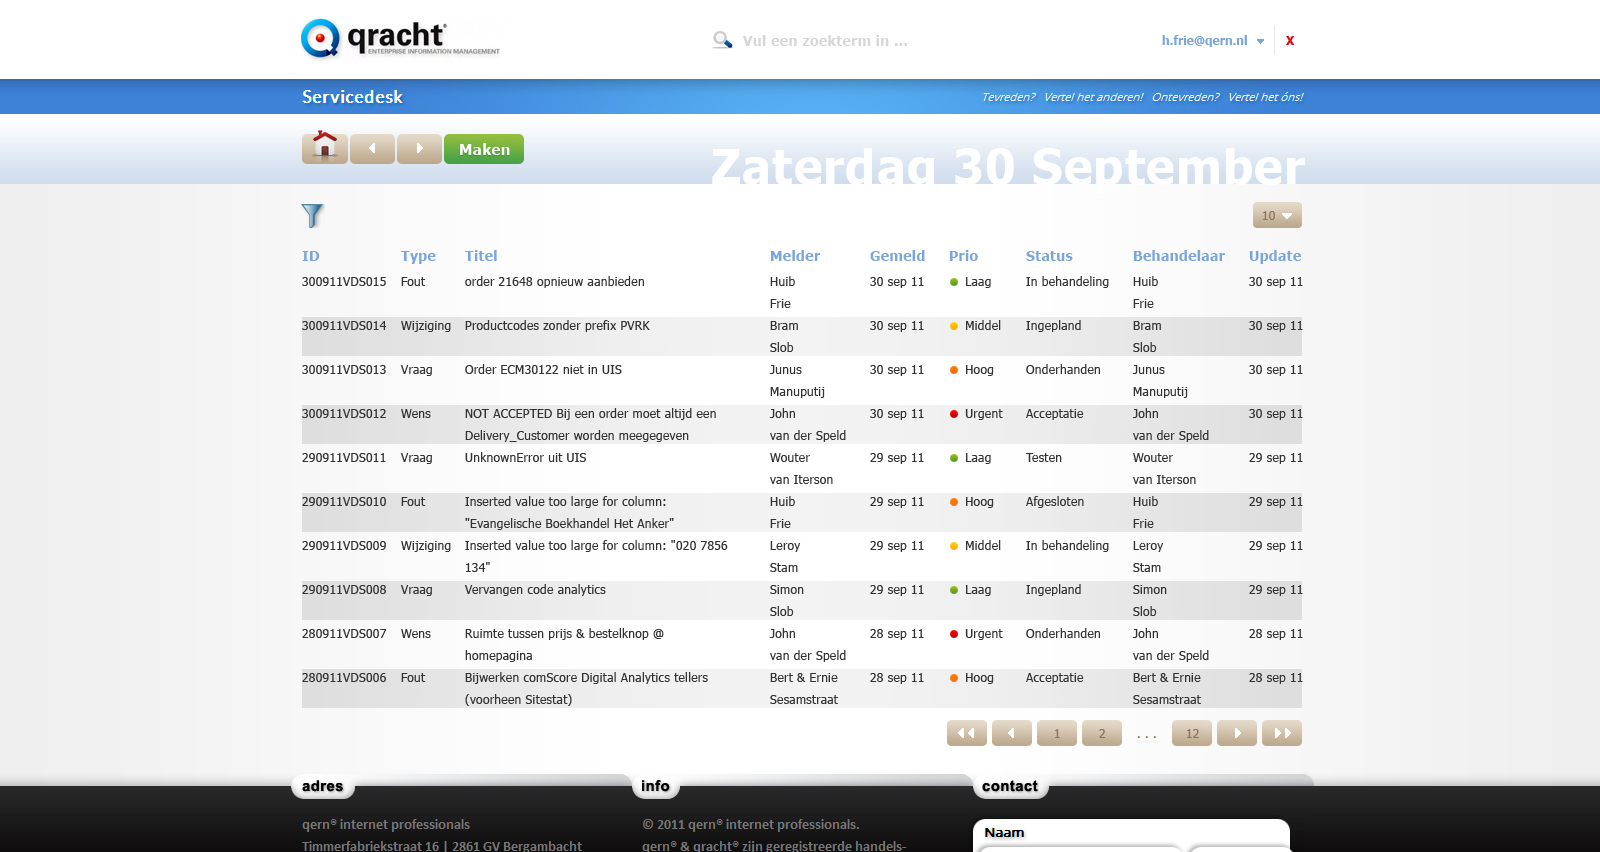 qracht®
ENTERPRISE INFORMATION MANAGEMENT
Vul een zoekterm in ...
h.frie@qern.nl
X
Servicedesk
Tevreden? Vertel het anderen! Ontevreden? Vertel het óns!
Maken
Zaterdag 30 September
10
ID Type Titel Melder Gemeld Prio Status Behandelaar Update
300911VDS015 Fout order 21648 opnieuw aanbieden Huib 30 sep 11 Laag In behandeling Huib 30 sep 11
Frie Frie
300911VDS014 Wijziging Productcodes zonder prefix PVRK Bram 30 sep 11 Middel Ingepland Bram 30 sep 11
Slob Slob
300911VDS013 Vraag Order ECM30122 niet in UIS Junus 30 sep 11 Hoog Onderhanden Junus 30 sep 11
Manuputij Manuputij
300911VDS012 Wens NOT ACCEPTED Bij een order moet altijd een John 30 sep 11 Urgent Acceptatie John 30 sep 11
Delivery_Customer worden meegegeven van der Speld van der Speld
290911VDS011 Vraag UnknownError uit UIS Wouter 29 sep 11 Laag Testen Wouter 29 sep 11
van Iterson van Iterson
290911VDS010 Fout Inserted value too large for column: Huib 29 sep 11 Hoog Afgesloten Huib 29 sep 11
"Evangelische Boekhandel Het Anker" Frie Frie
290911VDS009 Wijziging Inserted value too large for column: "020 7856 Leroy 29 sep 11 Middel In behandeling Leroy 29 sep 11
134" Stam Stam
290911VDS008 Vraag Vervangen code analytics Simon 29 sep 11 Laag Ingepland Simon 29 sep 11
Slob Slob
280911VDS007 Wens Ruimte tussen prijs & bestelknop @ John 28 sep 11 Urgent Onderhanden John 28 sep 11
homepagina van der Speld van der Speld
280911VDS006 Fout Bijwerken comScore Digital Analytics tellers Bert & Ernie 28 sep 11 Hoog Acceptatie Bert & Ernie 28 sep 11
(voorheen Sitestat) Sesamstraat Sesamstraat
1 2 ... 12
adres info contact
qern® internet professionals © 2011 qern® internet professionals. Naam
Timmerfabriekstraat 16 | 2861 GV Bergambacht qern® & qracht® zijn geregistreerde handels-